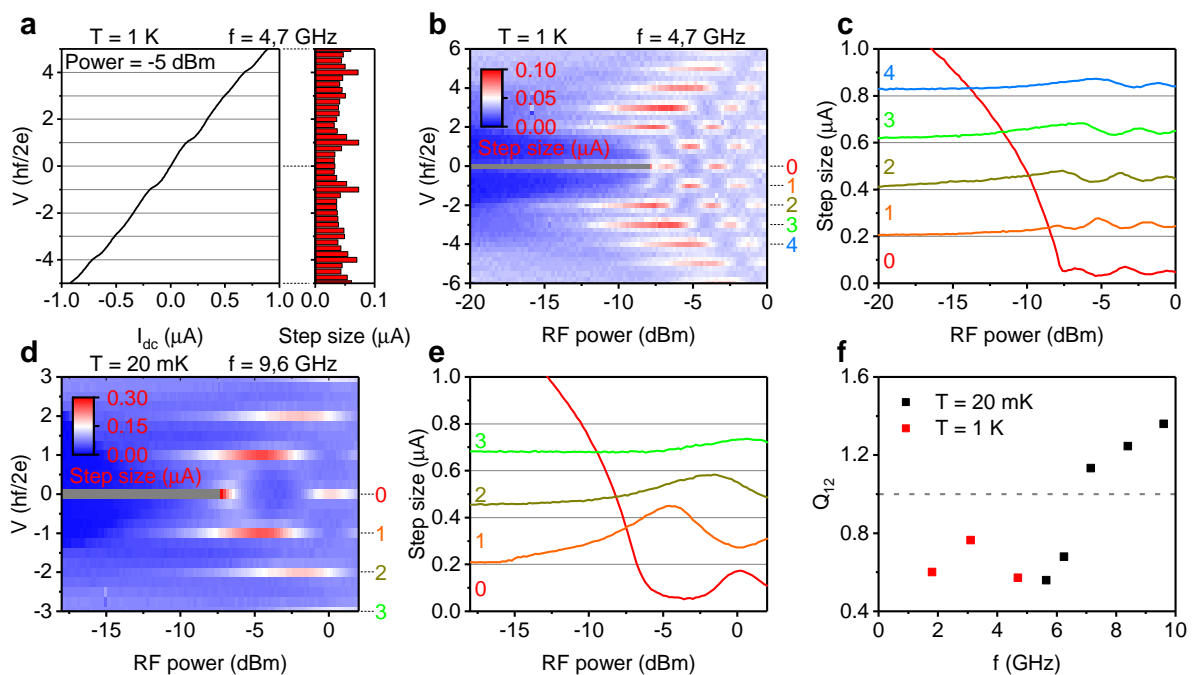 a
T = 1 K f = 4,7 GHz
Power = -5 dBm
V (hf/2e)
4
2
0
-2
-4
-1.0 -0.5 0.0 0.5 1.0
I_dc (μA)
0.0 0.1
Step size (μA)
b
T = 1 K f = 4,7 GHz
V (hf/2e)
6
4
2
0
-2
-4
-6
0.10
0.05
0.00
Step size (μA)
0
1
2
3
4
-20 -15 -10 -5 0
RF power (dBm)
c
Step size (μA)
1.0
0.8
0.6
0.4
0.2
0.0
4
3
2
1
0
-20 -15 -10 -5 0
RF power (dBm)
d
T = 20 mK f = 9,6 GHz
V (hf/2e)
3
2
1
0
-1
-2
-3
0.30
0.15
0.00
Step size (μA)
0
1
2
3
-15 -10 -5 0
RF power (dBm)
e
Step size (μA)
1.0
0.8
0.6
0.4
0.2
0.0
3
2
1
0
-15 -10 -5 0
RF power (dBm)
f
Q_12
1.6
1.2
0.8
0.4
T = 20 mK
T = 1 K
0 2 4 6 8 10
f (GHz)